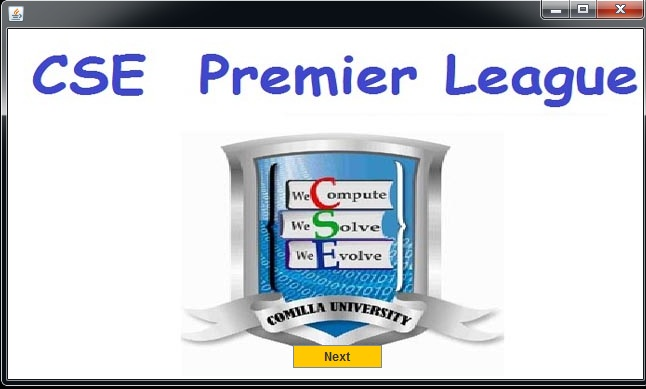 CSE Premier League
We Compute
We Solve
We Evolve
COMILLA UNIVERSITY
Next